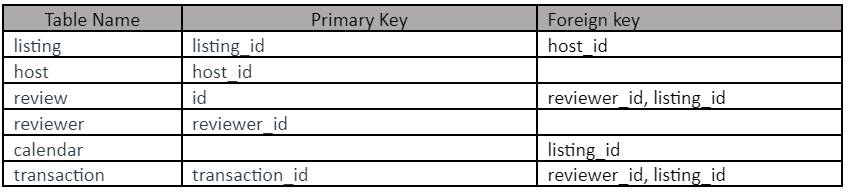 Table Name Primary Key Foreign key
listing listing_id host_id
host host_id
review id reviewer_id, listing_id
reviewer reviewer_id
calendar listing_id
transaction transaction_id reviewer_id, listing_id